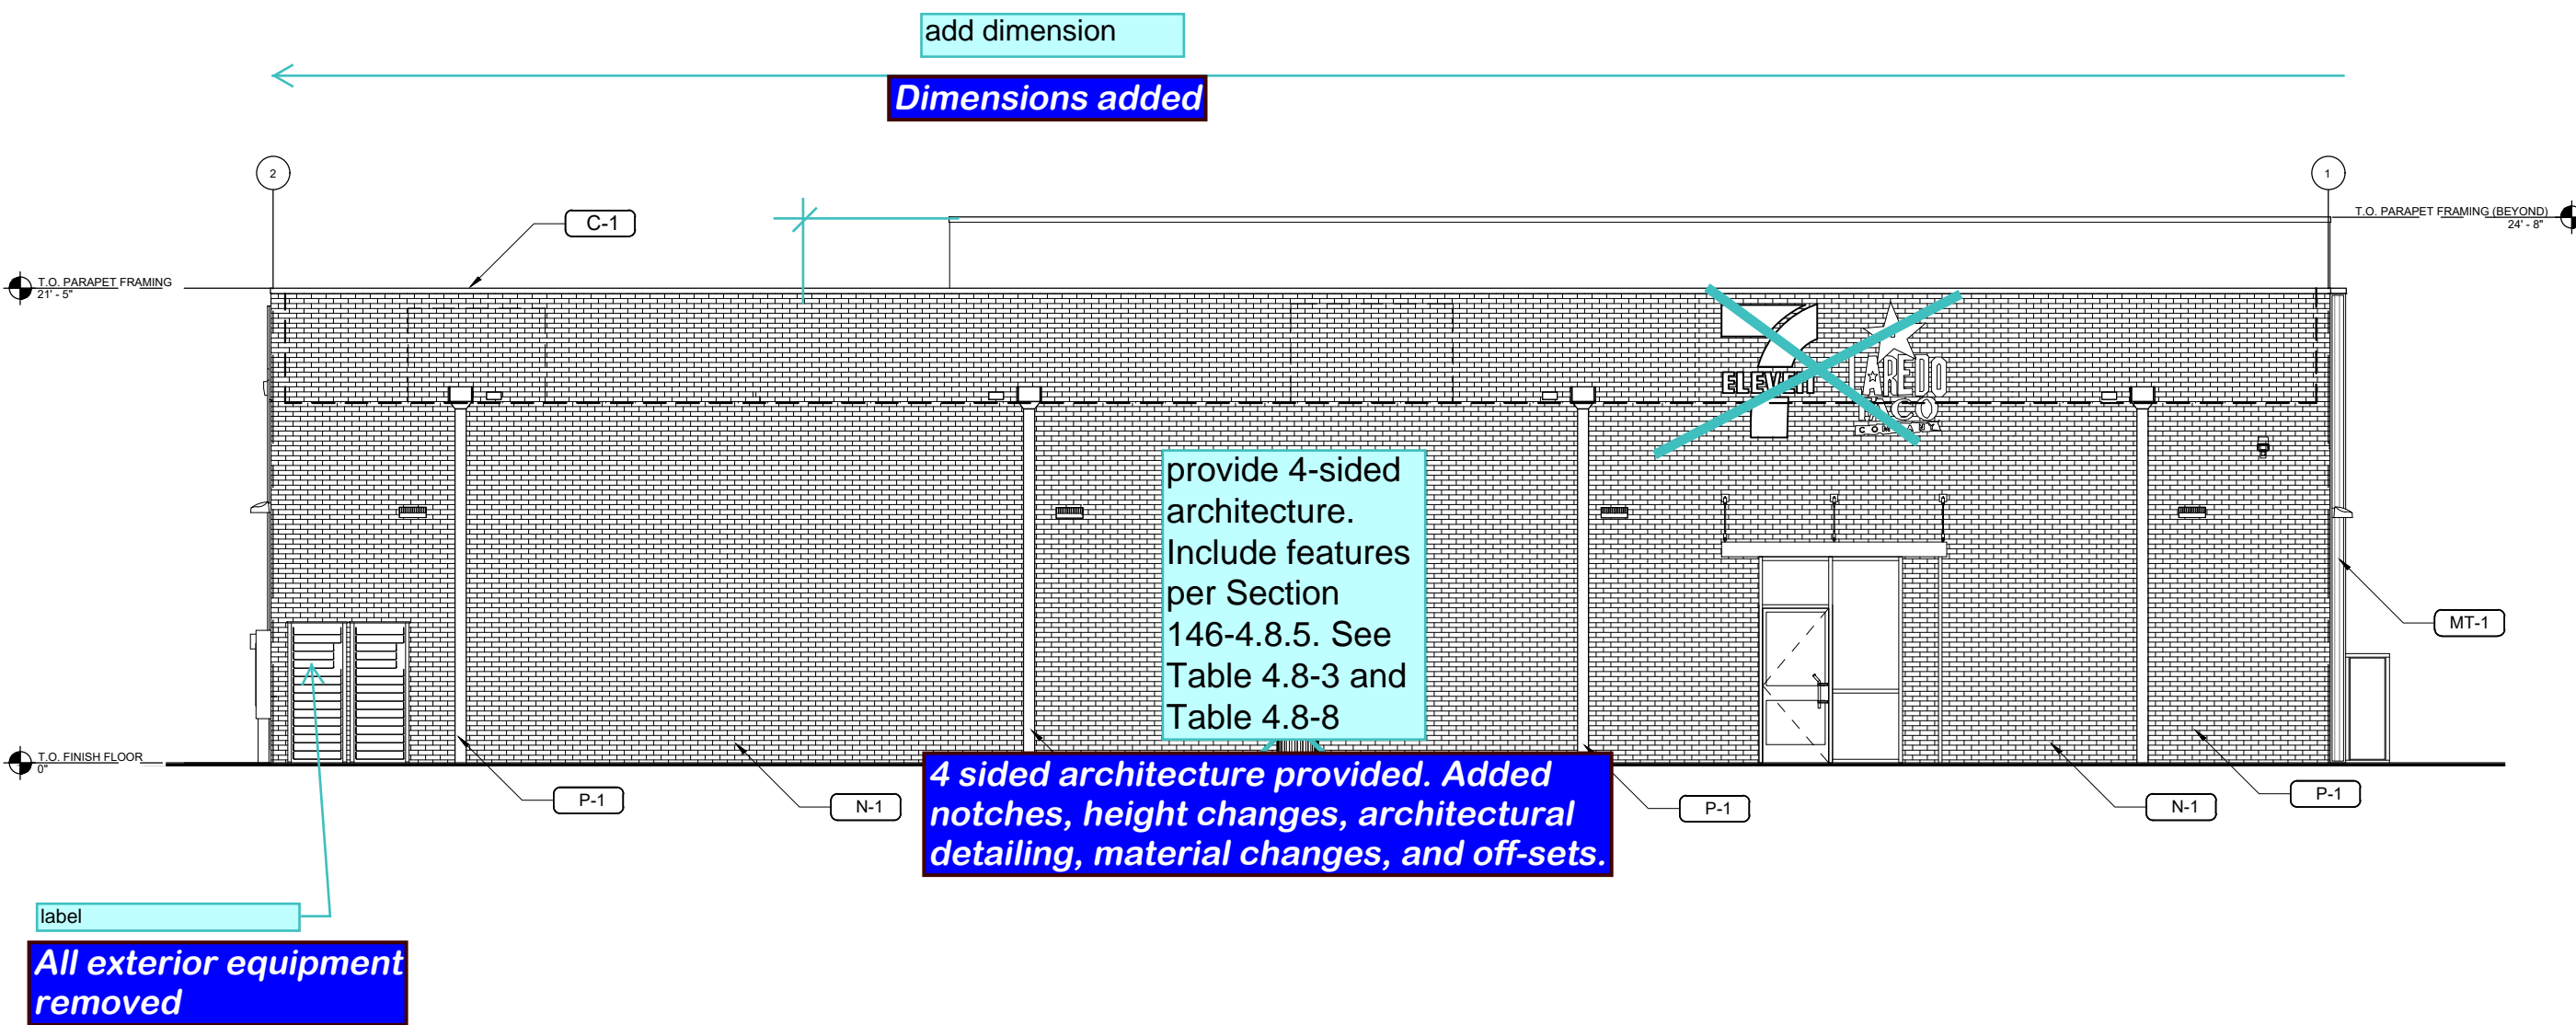 add dimension
Dimensions added
2
1
C-1
T.O. PARAPET FRAMING (BEYOND)
24' - 8"
T.O. PARAPET FRAMING
21' - 5"
ELEVEN
LAREDO
TACO
COMPANY
provide 4-sided
architecture.
Include features
per Section
146-4.8.5. See
Table 4.8-3 and
Table 4.8-8
MT-1
T.O. FINISH FLOOR
0"
4 sided architecture provided. Added
notches, height changes, architectural
detailing, material changes, and off-sets.
P-1
N-1
P-1
N-1
P-1
label
All exterior equipment
removed